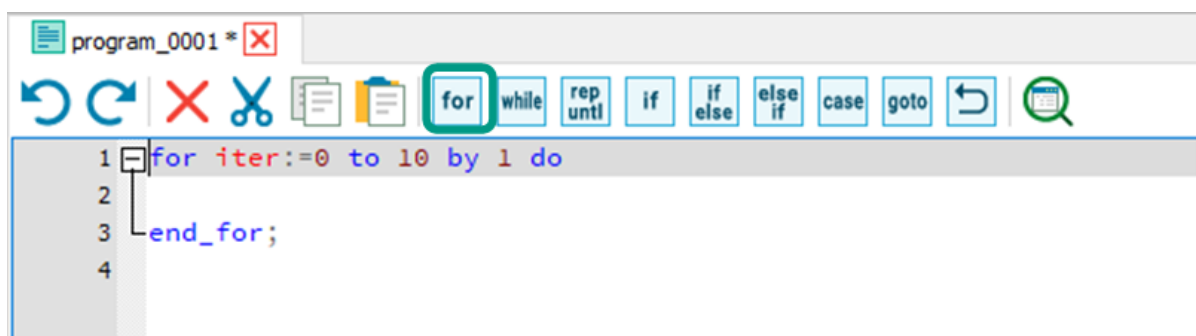 program_0001 *
for while rep untl if if else else if case goto
1 for iter:=0 to 10 by 1 do
2
3 end_for;
4